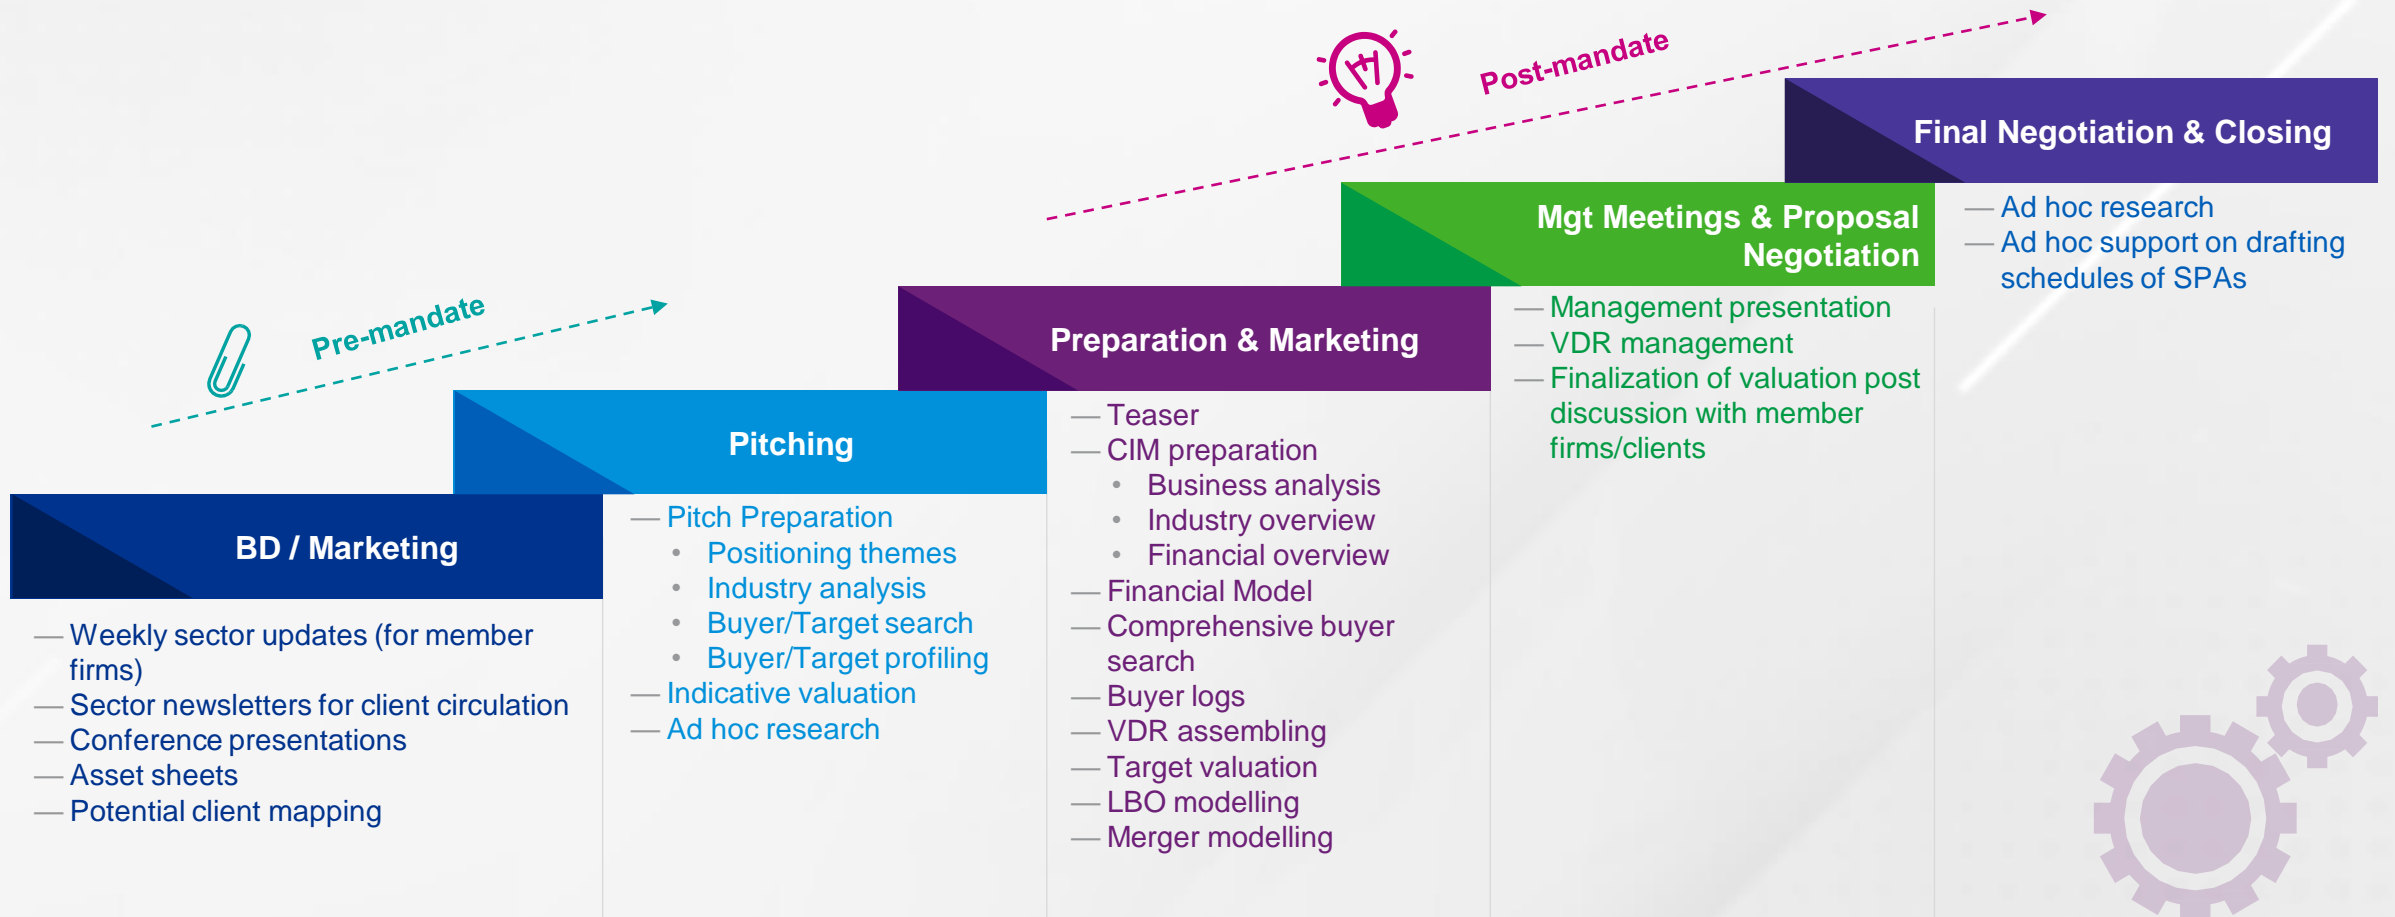 Pre-mandate
Post-mandate
BD / Marketing
— Weekly sector updates (for member
firms)
— Sector newsletters for client circulation
— Conference presentations
— Asset sheets
— Potential client mapping
Pitching
— Pitch Preparation
• Positioning themes
• Industry analysis
• Buyer/Target search
• Buyer/Target profiling
— Indicative valuation
— Ad hoc research
Preparation & Marketing
— Teaser
— CIM preparation
• Business analysis
• Industry overview
• Financial overview
— Financial Model
— Comprehensive buyer
search
— Buyer logs
— VDR assembling
— Target valuation
— LBO modelling
— Merger modelling
Mgt Meetings & Proposal
Negotiation
— Management presentation
— VDR management
— Finalization of valuation post
discussion with member
firms/clients
Final Negotiation & Closing
— Ad hoc research
— Ad hoc support on drafting
schedules of SPAs